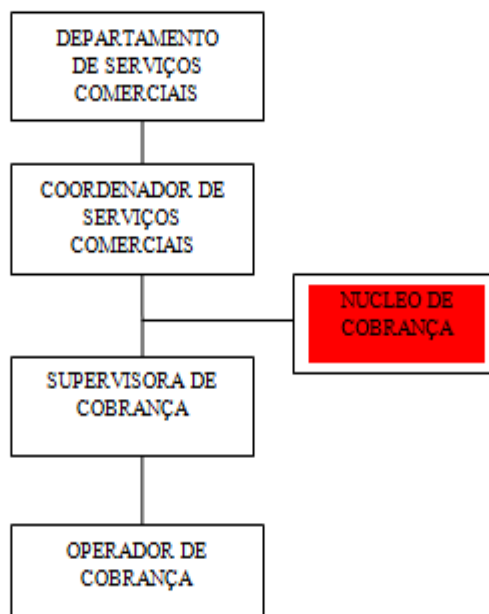 DEPARTAMENTO
DE SERVIÇOS
COMERCIAIS
COORDENADOR DE
SERVIÇOS
COMERCIAIS
NUCLEO DE
COBRANÇA
SUPERVISORA DE
COBRANÇA
OPERADOR DE
COBRANÇA